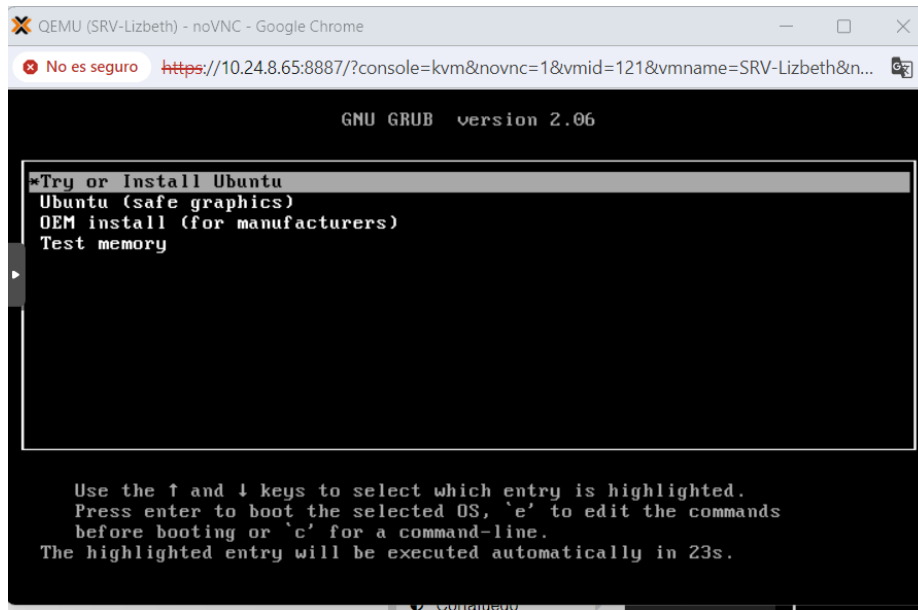 QEMU (SRV-Lizbeth) - noVNC - Google Chrome
No es seguro https://10.24.8.65:8887/?console=kvm&novnc=1&vmid=121&vmname=SRV-Lizbeth&n...
GNU GRUB version 2.06
*Try or Install Ubuntu
Ubuntu (safe graphics)
OEM install (for manufacturers)
Test memory
Use the ↑ and ↓ keys to select which entry is highlighted.
Press enter to boot the selected OS, `e' to edit the commands
before booting or `c' for a command-line.
The highlighted entry will be executed automatically in 23s.